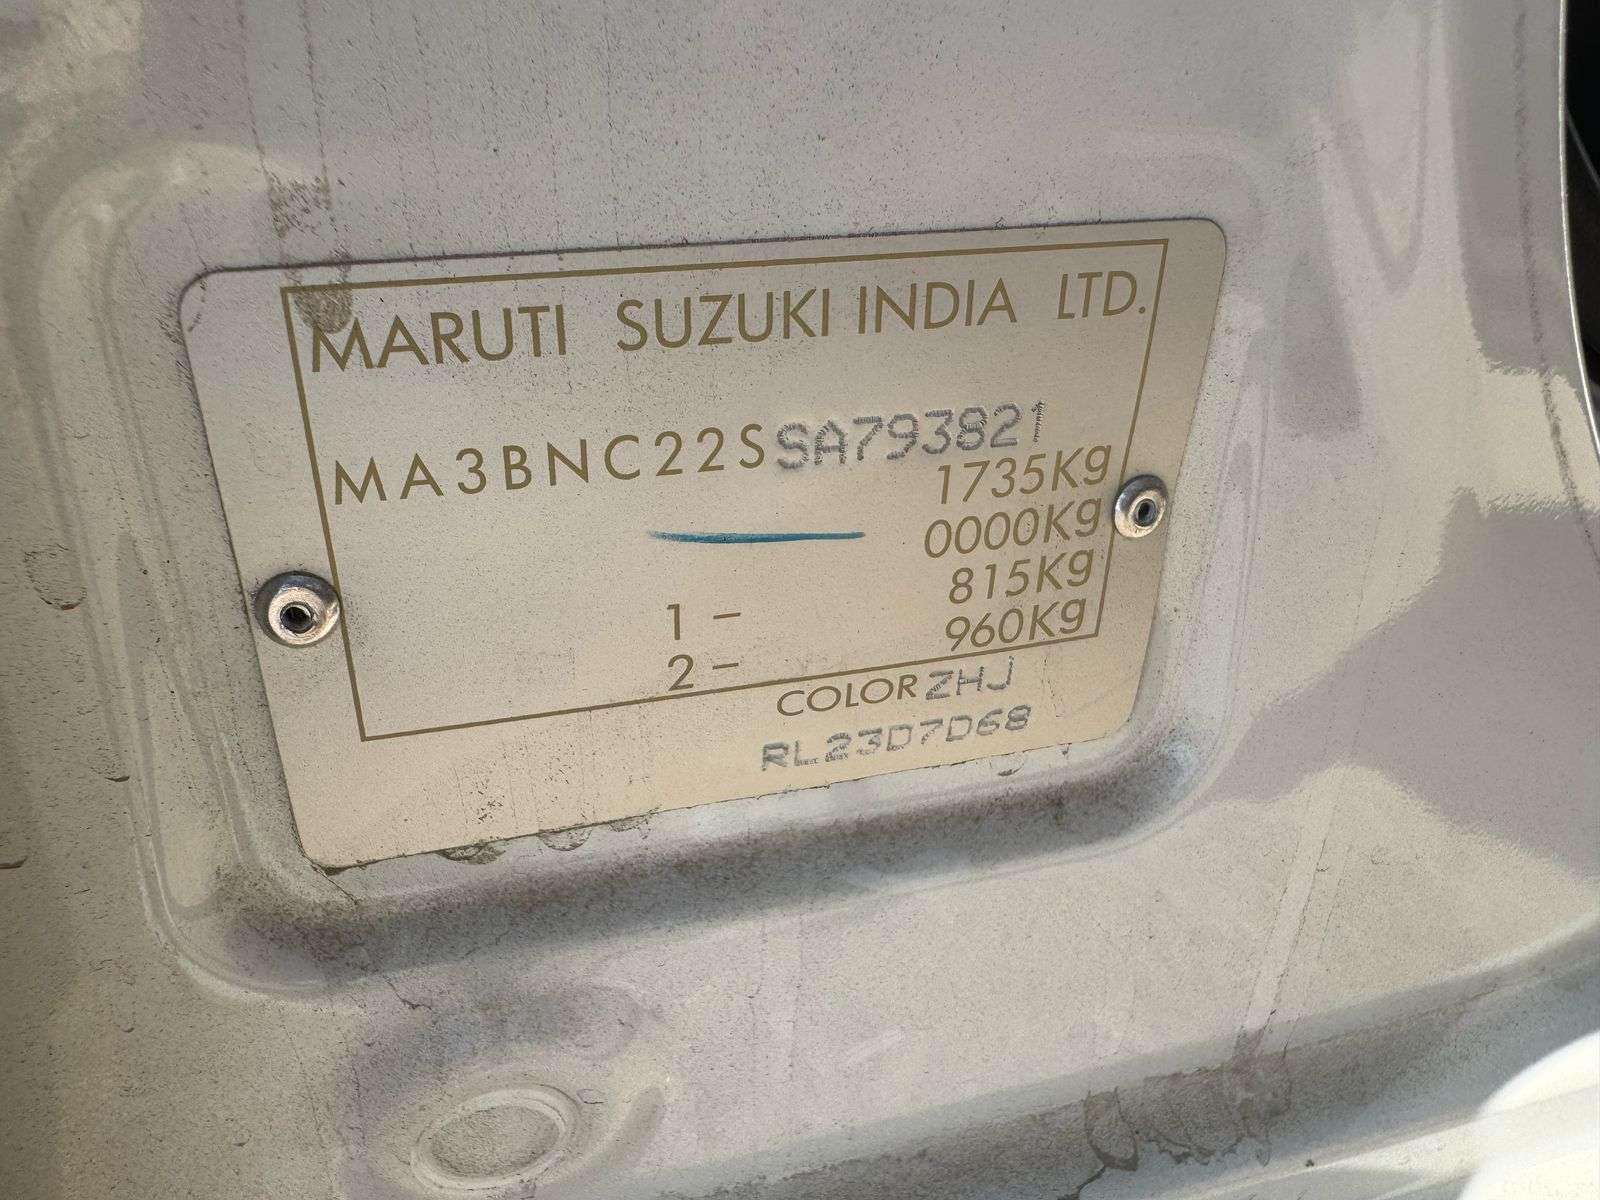 MARUTI SUZUKI INDIA LTD.
MA3BNC22SSA793821
1735Kg
0000Kg
1 – 815Kg
2 – 960Kg
COLOR ZHJ
RL23D7D68